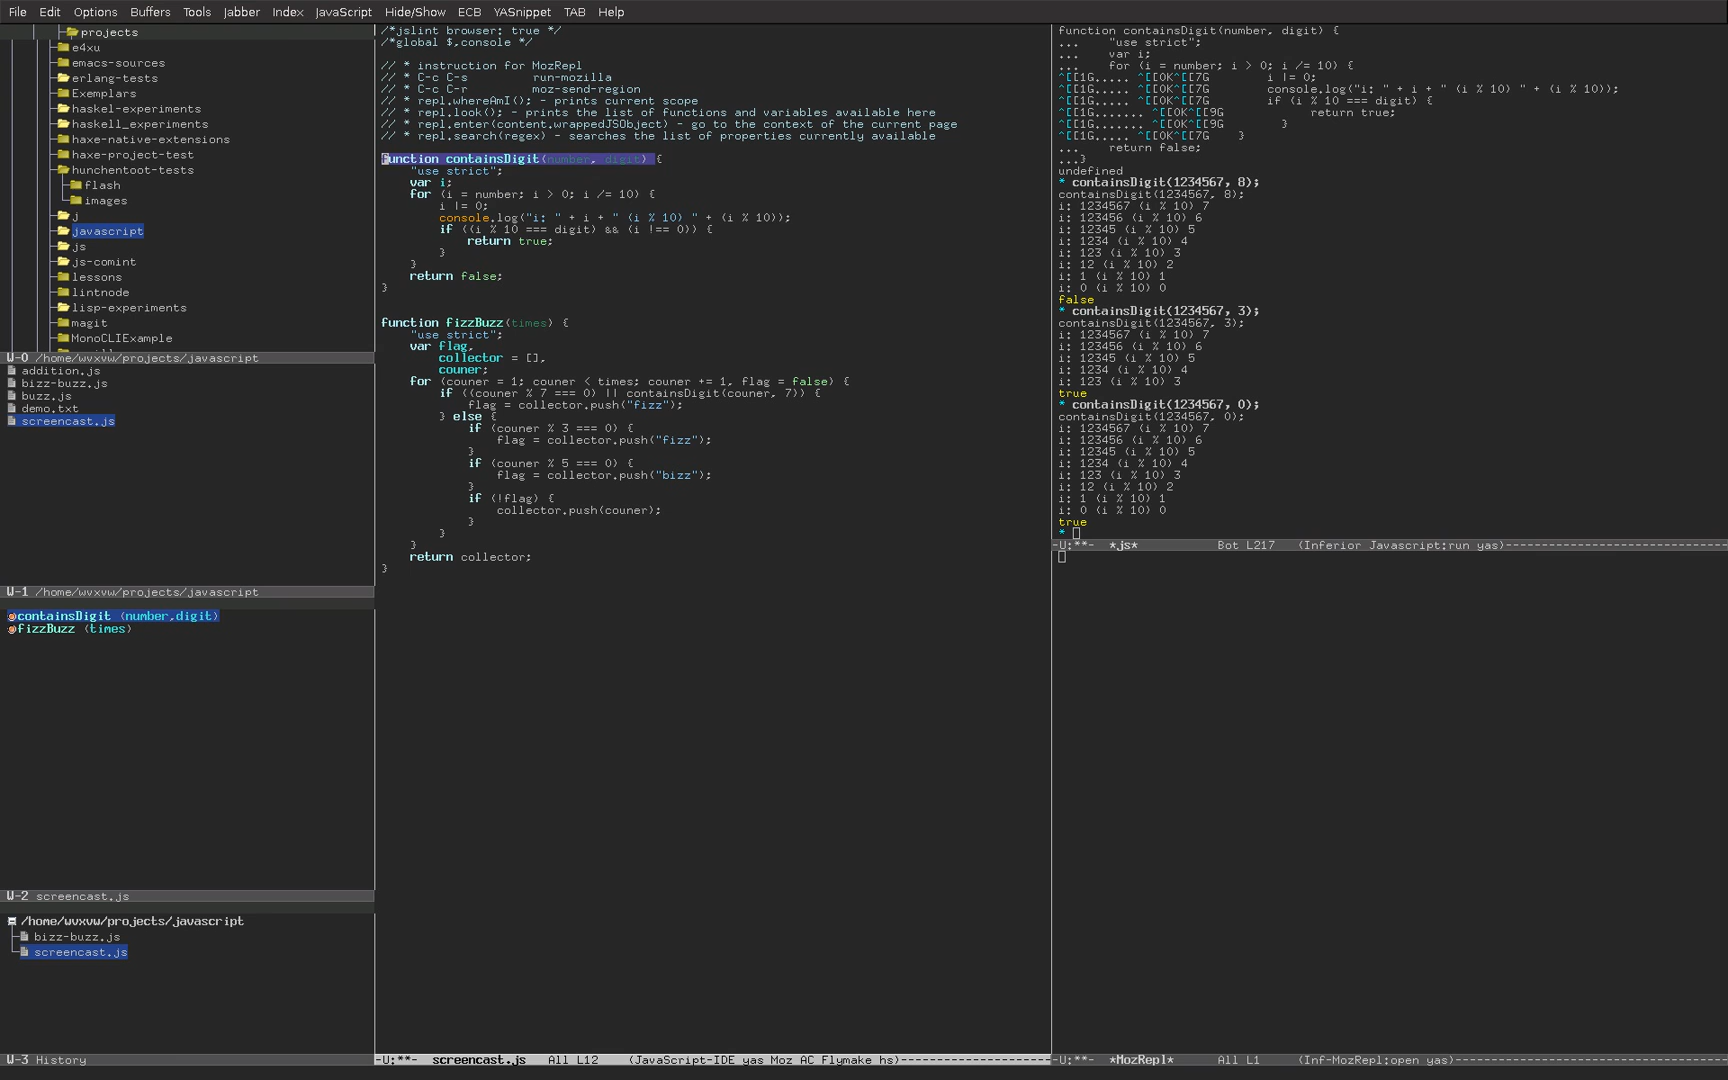 File Edit Options Buffers Tools Jabber Index JavaScript Hide/Show ECB YASnippet TAB Help
projects
e4xu
emacs-sources
erlang-tests
Exemplars
haskel-experiments
haskell_experiments
haxe-native-extensions
haxe-project-test
hunchentoot-tests
flash
images
j
javascript
js
js-comint
lessons
lintnode
lisp-experiments
magit
MonoCLIExample
W-0 /home/wvxvw/projects/javascript
addition.js
bizz-buzz.js
buzz.js
demo.txt
screencast.js
W-1 /home/wvxvw/projects/javascript
containsDigit (number,digit)
fizzBuzz (times)
W-2 screencast.js
/home/wvxvw/projects/javascript
bizz-buzz.js
screencast.js
W-3 History
/*jslint browser: true */
/*global $,console */
// * instruction for MozRepl
// * C-c C-s         run-mozilla
// * C-c C-r         moz-send-region
// * repl.whereAmI(); - prints current scope
// * repl.look(); - prints the list of functions and variables available here
// * repl.enter(content.wrappedJSObject) - go to the context of the current page
// * repl.search(regex) - searches the list of properties currently available
function containsDigit(number, digit) {
    "use strict";
    var i;
    for (i = number; i > 0; i /= 10) {
        i |= 0;
        console.log("i: " + i + " (i % 10) " + (i % 10));
        if ((i % 10 === digit) && (i !== 0)) {
            return true;
        }
    }
    return false;
}
function fizzBuzz(times) {
    "use strict";
    var flag,
        collector = [],
        couner;
    for (couner = 1; couner < times; couner += 1, flag = false) {
        if ((couner % 7 === 0) || containsDigit(couner, 7)) {
            flag = collector.push("fizz");
        } else {
            if (couner % 3 === 0) {
                flag = collector.push("fizz");
            }
            if (couner % 5 === 0) {
                flag = collector.push("bizz");
            }
            if (!flag) {
                collector.push(couner);
            }
        }
    }
    return collector;
}
-U:**-  screencast.js   All L12    (JavaScript-IDE yas Moz AC Flymake hs)
function containsDigit(number, digit) {
...    "use strict";
...    var i;
...    for (i = number; i > 0; i /= 10) {
^[[1G..... ^[[0K^[[7G        i |= 0;
^[[1G..... ^[[0K^[[7G        console.log("i: " + i + " (i % 10) " + (i % 10));
^[[1G..... ^[[0K^[[7G        if (i % 10 === digit) {
^[[1G....... ^[[0K^[[9G            return true;
^[[1G....... ^[[0K^[[9G        }
^[[1G..... ^[[0K^[[7G    }
...    return false;
...}
undefined
* containsDigit(1234567, 8);
containsDigit(1234567, 8);
i: 1234567 (i % 10) 7
i: 123456 (i % 10) 6
i: 12345 (i % 10) 5
i: 1234 (i % 10) 4
i: 123 (i % 10) 3
i: 12 (i % 10) 2
i: 1 (i % 10) 1
i: 0 (i % 10) 0
false
* containsDigit(1234567, 3);
containsDigit(1234567, 3);
i: 1234567 (i % 10) 7
i: 123456 (i % 10) 6
i: 12345 (i % 10) 5
i: 1234 (i % 10) 4
i: 123 (i % 10) 3
true
* containsDigit(1234567, 0);
containsDigit(1234567, 0);
i: 1234567 (i % 10) 7
i: 123456 (i % 10) 6
i: 12345 (i % 10) 5
i: 1234 (i % 10) 4
i: 123 (i % 10) 3
i: 12 (i % 10) 2
i: 1 (i % 10) 1
i: 0 (i % 10) 0
true
*
-U:**-  *js*           Bot L217   (Inferior Javascript:run yas)
-U:**-  *MozRepl*      All L1     (Inf-MozRepl:open yas)